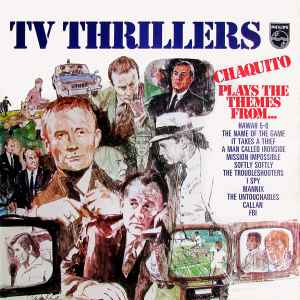 TV THRILLERS
PHILIPS
CHAQUITO
PLAYS THE
THEMES
FROM...
HAWAII 5-0
THE NAME OF THE GAME
IT TAKES A THIEF
A MAN CALLED IRONSIDE
MISSION IMPOSSIBLE
SOFTLY SOFTLY
THE TROUBLESHOOTERS
I SPY
MANNIX
THE UNTOUCHABLES
CALLAN
FBI